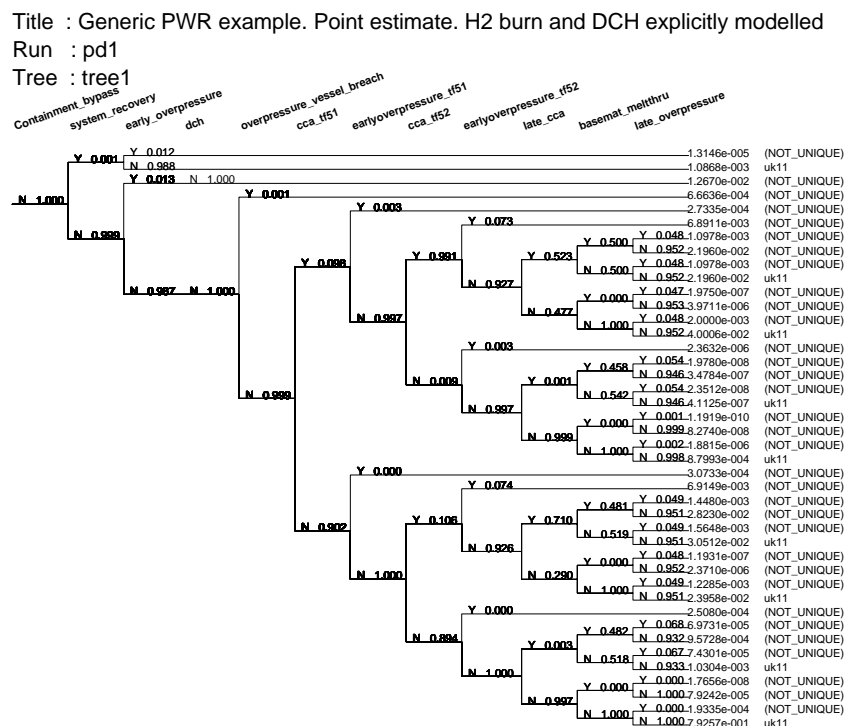 Title : Generic PWR example. Point estimate. H2 burn and DCH explicitly modelled
Run : pd1
Tree : tree1
Containment_bypass
system_recovery
early_overpressure
dch
overpressure_vessel_breach
cca_tf51
earlyoverpressure_tf51
cca_tf52
earlyoverpressure_tf52
late_cca
basemat_meltthru
late_overpressure
Y 0.012 1.3146e-005 (NOT_UNIQUE)
Y 0.001
N 0.988 1.0868e-003 uk11
Y 0.013 N 1.000 1.2670e-002 (NOT_UNIQUE)
N 1.000 Y 0.001 6.6636e-004 (NOT_UNIQUE)
Y 0.003 2.7335e-004 (NOT_UNIQUE)
Y 0.073 6.8911e-003 (NOT_UNIQUE)
N 0.999 Y 0.048 1.0978e-003 (NOT_UNIQUE)
Y 0.500
N 0.952 2.1960e-002 (NOT_UNIQUE)
Y 0.098 Y 0.991 Y 0.523
Y 0.048 1.0978e-003 (NOT_UNIQUE)
N 0.500
N 0.952 2.1960e-002 uk11
N 0.987 N 1.000 N 0.927 Y 0.047 1.9750e-007 (NOT_UNIQUE)
Y 0.000
N 0.953 3.9711e-006 (NOT_UNIQUE)
N 0.997 N 0.477 Y 0.048 2.0000e-003 (NOT_UNIQUE)
N 1.000
N 0.952 4.0006e-002 uk11
Y 0.003 2.3632e-006 (NOT_UNIQUE)
Y 0.054 1.9780e-008 (NOT_UNIQUE)
Y 0.458
N 0.946 3.4784e-007 (NOT_UNIQUE)
N 0.999 N 0.009 Y 0.001 Y 0.054 2.3512e-008 (NOT_UNIQUE)
N 0.542
N 0.946 4.1125e-007 uk11
N 0.997 Y 0.001 1.1919e-010 (NOT_UNIQUE)
Y 0.000
N 0.999 8.2740e-008 (NOT_UNIQUE)
N 0.999 Y 0.002 1.8815e-006 (NOT_UNIQUE)
N 1.000
N 0.998 8.7993e-004 uk11
Y 0.000 3.0733e-004 (NOT_UNIQUE)
Y 0.074 6.9149e-003 (NOT_UNIQUE)
Y 0.049 1.4480e-003 (NOT_UNIQUE)
Y 0.481
N 0.951 2.8230e-002 (NOT_UNIQUE)
N 0.902 Y 0.106 Y 0.710 Y 0.049 1.5648e-003 (NOT_UNIQUE)
N 0.519
N 0.951 3.0512e-002 uk11
N 0.926 Y 0.048 1.1931e-007 (NOT_UNIQUE)
Y 0.000
N 0.952 2.3710e-006 (NOT_UNIQUE)
N 1.000 N 0.290 Y 0.049 1.2285e-003 (NOT_UNIQUE)
N 1.000
N 0.951 2.3958e-002 uk11
Y 0.000 2.5080e-004 (NOT_UNIQUE)
Y 0.068 6.9731e-005 (NOT_UNIQUE)
Y 0.482
N 0.932 9.5728e-004 (NOT_UNIQUE)
N 0.894 Y 0.003 Y 0.067 7.4301e-005 (NOT_UNIQUE)
N 0.518
N 0.933 1.0304e-003 uk11
N 1.000 Y 0.000 1.7656e-008 (NOT_UNIQUE)
Y 0.000
N 1.000 7.9242e-005 (NOT_UNIQUE)
N 0.997 Y 0.000 1.9335e-004 (NOT_UNIQUE)
N 1.000
N 1.000 7.9257e-001 uk11